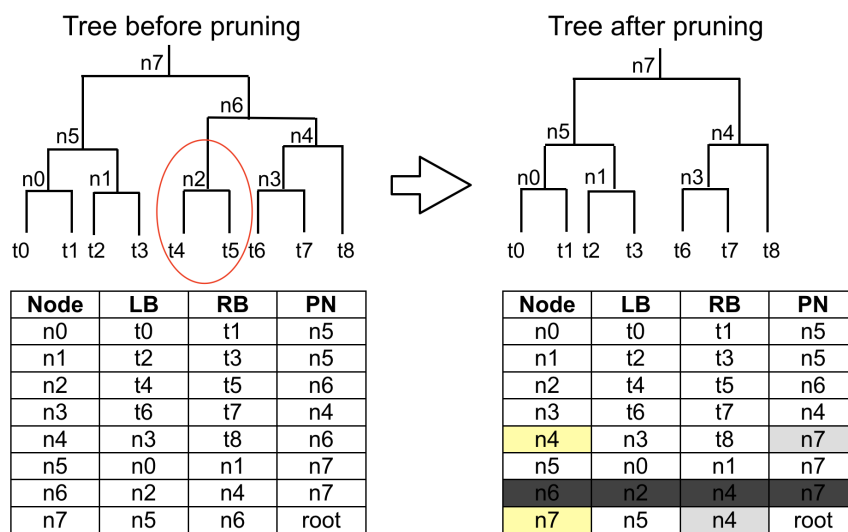 Tree before pruning
n7
n6
n5
n4
n0
n1
n2
n3
t0 t1 t2 t3 t4 t5 t6 t7 t8
Node LB RB PN
n0 t0 t1 n5
n1 t2 t3 n5
n2 t4 t5 n6
n3 t6 t7 n4
n4 n3 t8 n6
n5 n0 n1 n7
n6 n2 n4 n7
n7 n5 n6 root
Tree after pruning
n7
n5
n4
n0
n1
n3
t0 t1 t2 t3 t6 t7 t8
Node LB RB PN
n0 t0 t1 n5
n1 t2 t3 n5
n2 t4 t5 n6
n3 t6 t7 n4
n4 n3 t8 n7
n5 n0 n1 n7
n6 n2 n4 n7
n7 n5 n4 root